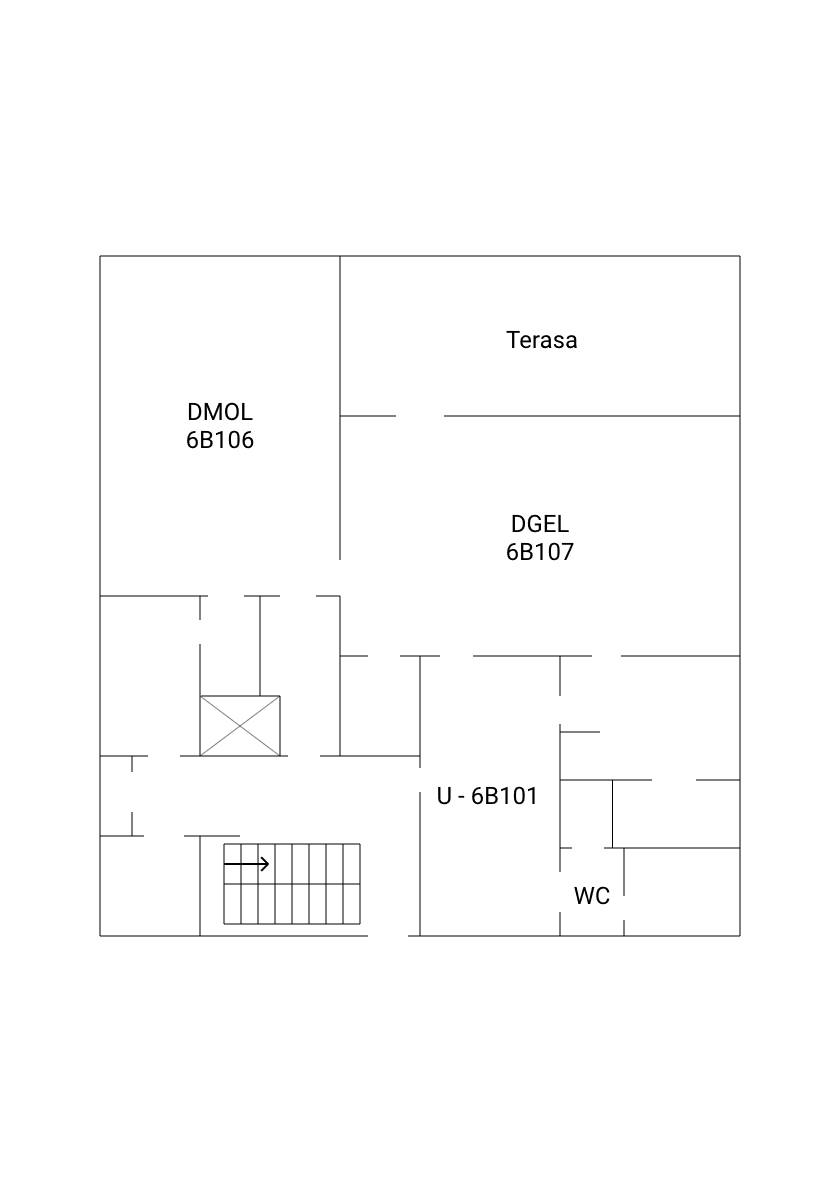 Terasa
DMOL
6B106
DGEL
6B107
U - 6B101
WC